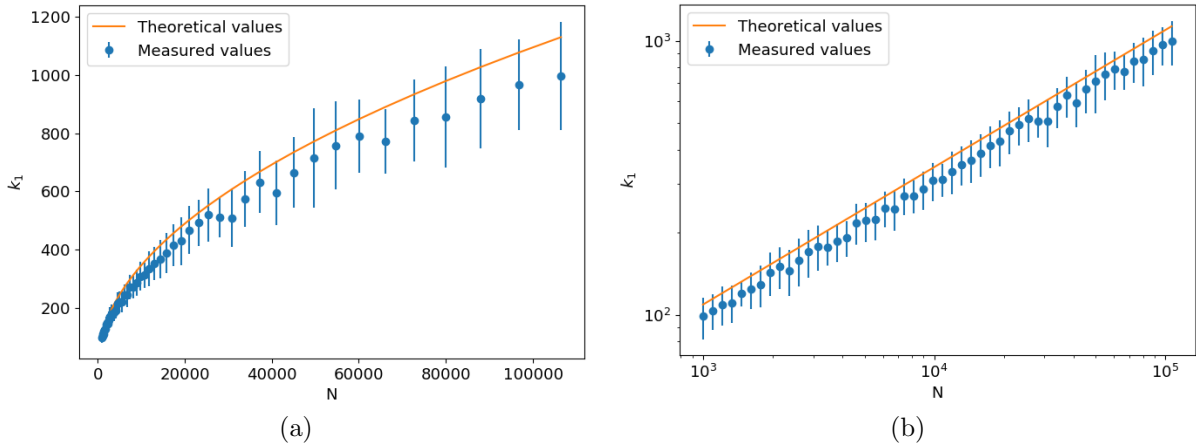 1200
1000
800
600
400
200
k₁
0
20000
40000
60000
80000
100000
N
Theoretical values
Measured values
(a)
10³
10²
k₁
10³
10⁴
10⁵
N
Theoretical values
Measured values
(b)